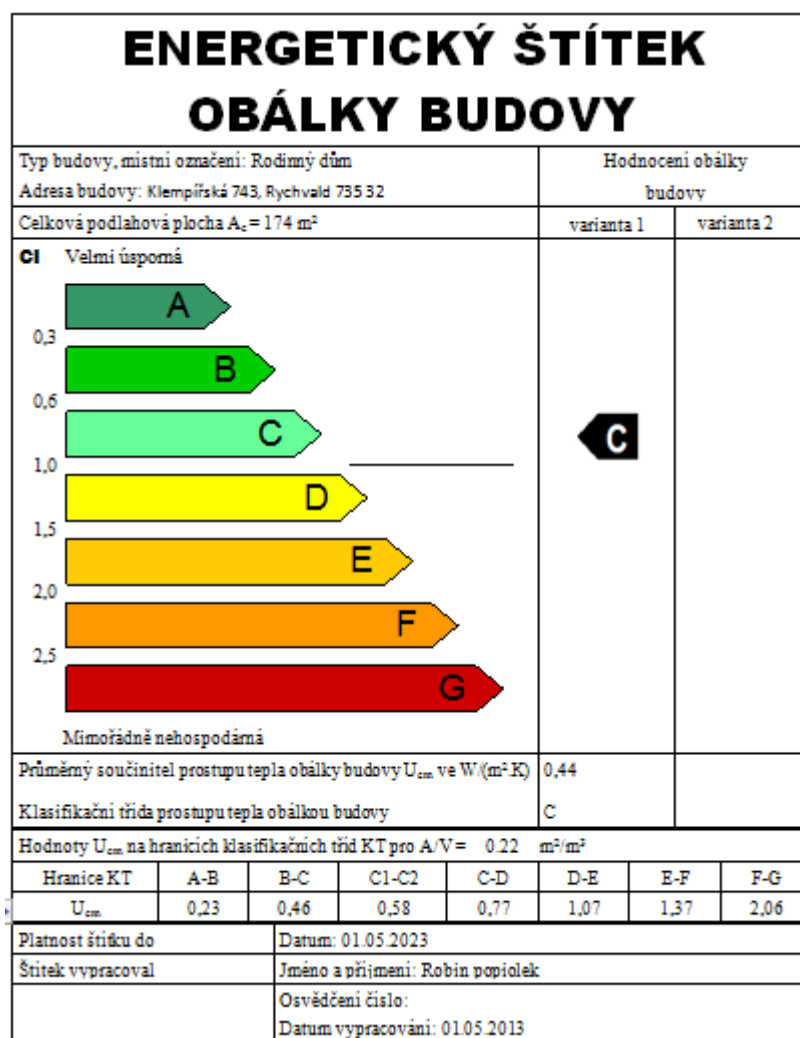 ENERGETICKÝ ŠTÍTEK
OBÁLKY BUDOVY
Typ budovy, místní označení: Rodinný dům
Adresa budovy: Klempířská 743, Rychvald 735 32
Hodnocení obálky
budovy
Celková podlahová plocha Ac = 174 m²
varianta 1
varianta 2
CI Velmi úsporná
A
0,3
B
0,6
C
C
1,0
D
1,5
E
2,0
F
2,5
G
Mimořádně nehospodárná
Průměrný součinitel prostupu tepla obálky budovy Uem ve W/(m².K) 0,44
Klasifikační třída prostupu tepla obálkou budovy C
Hodnoty Uem na hranicích klasifikačních tříd KT pro A/V = 0.22 m²/m³
Hranice KT A-B B-C C1-C2 C-D D-E E-F F-G
Uem 0,23 0,46 0,58 0,77 1,07 1,37 2,06
Platnost štítku do Datum: 01.05.2023
Štítek vypracoval Jméno a příjmení: Robin popiolek
Osvědčení číslo:
Datum vypracování: 01.05.2013